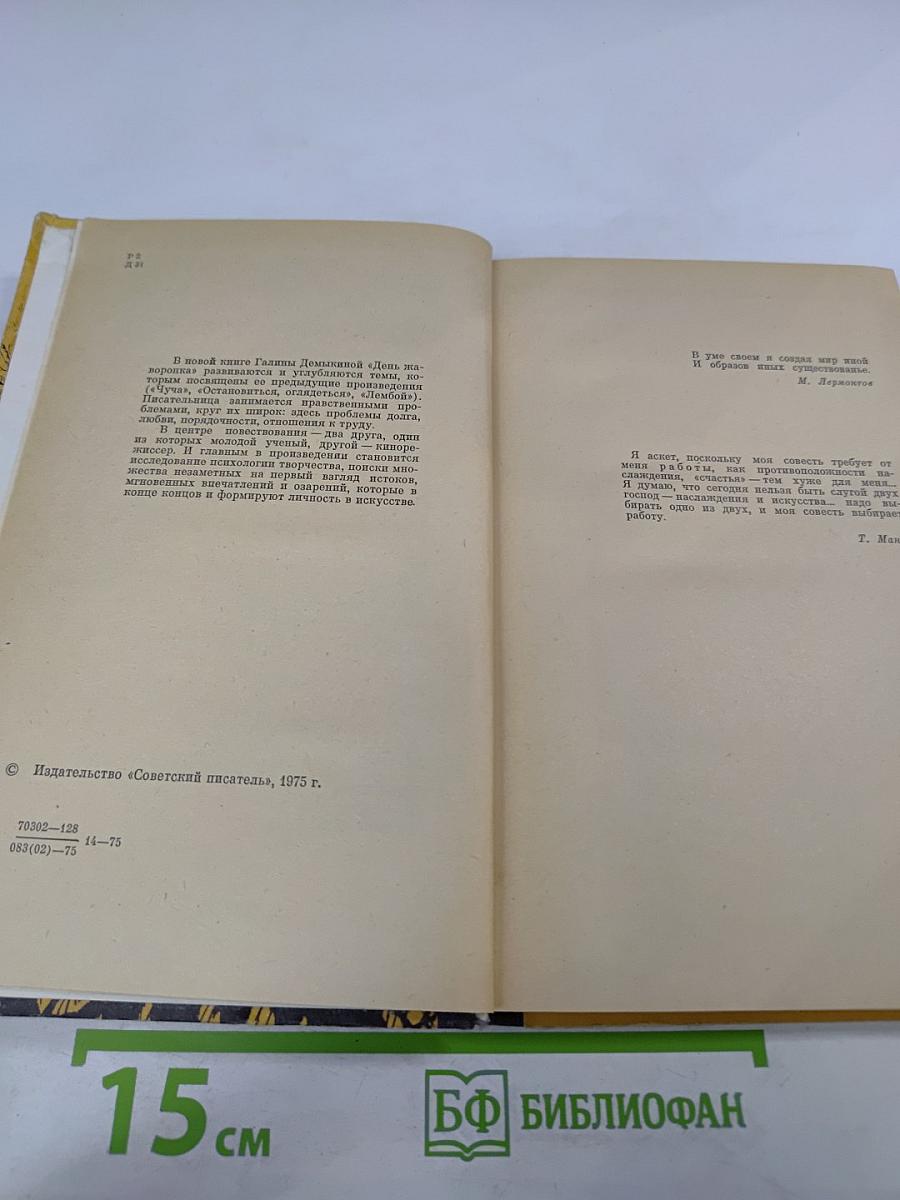 Р 2
Д 31
В новой книге Галины Демыкиной «День жа-
воронка» развиваются и углубляются темы, ко-
торым посвящены ее предыдущие произведения
(«Чуча», «Остановиться, оглядеться», «Лембой»).
Писательница занимается нравственными про-
блемами, круг их широк: здесь проблемы долга,
любви, порядочности, отношения к труду.
В центре повествования — два друга, один
из которых молодой ученый, другой — киноре-
жиссер. И главным в произведении становится
исследование психологии творчества, поиски мно-
жества незаметных на первый взгляд истоков,
мгновенных впечатлений и озарений, которые в
конце концов и формируют личность в искусстве.
© Издательство «Советский писатель», 1975 г.
70302—128
083(02)—75
14—75
В уме своем я создал мир иной
И образов иных существованье.
М. Лермонтов
Я аскет, поскольку моя совесть требует от
меня работы, как противоположности на-
слаждения, «счастья» — тем хуже для меня...
Я думаю, что сегодня нельзя быть слугой двух
господ — наслаждения и искусства... надо вы-
бирать одно из двух, и моя совесть выбирает
работу.
Т. Ман
15 см
БФ БИБЛИОФАН